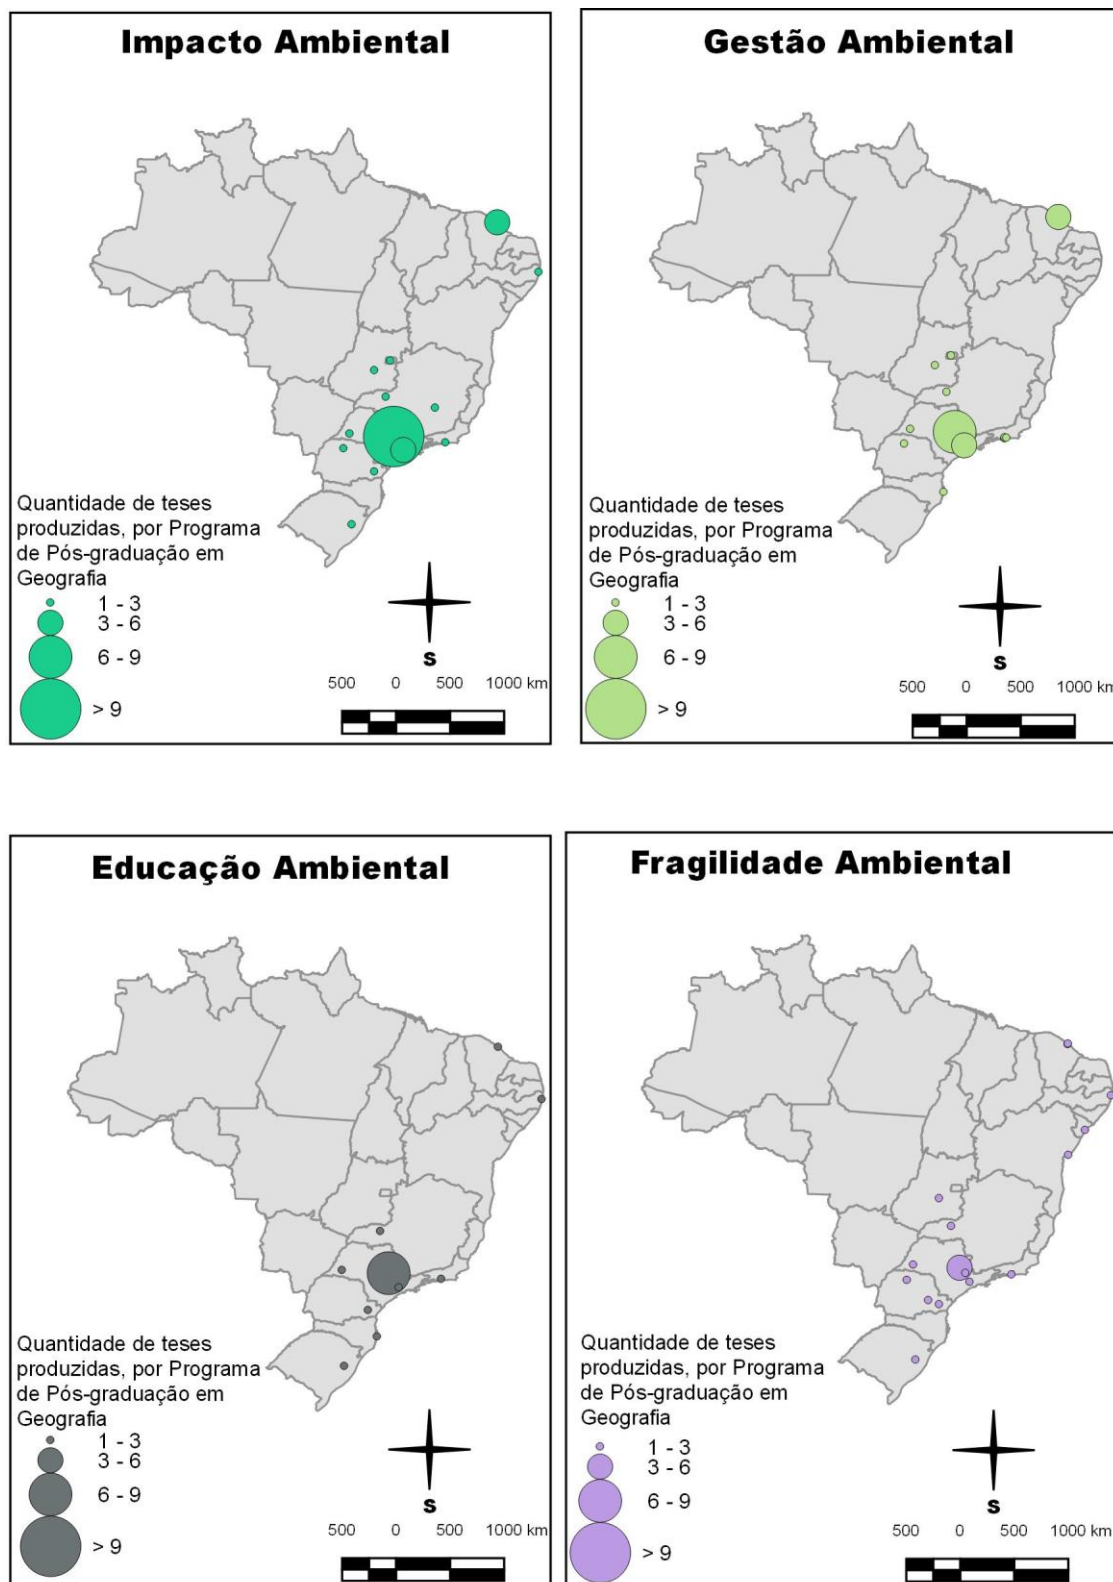 Impacto Ambiental
Quantidade de teses
produzidas, por Programa
de Pós-graduação em
Geografia
1 - 3
3 - 6
6 - 9
> 9
S
500 0 500 1000 km
Gestão Ambiental
Quantidade de teses
produzidas, por Programa
de Pós-graduação em
Geografia
1 - 3
3 - 6
6 - 9
> 9
S
500 0 500 1000 km
Educação Ambiental
Quantidade de teses
produzidas, por Programa
de Pós-graduação em
Geografia
1 - 3
3 - 6
6 - 9
> 9
S
500 0 500 1000 km
Fragilidade Ambiental
Quantidade de teses
produzidas, por Programa
de Pós-graduação em
Geografia
1 - 3
3 - 6
6 - 9
> 9
S
500 0 500 1000 km